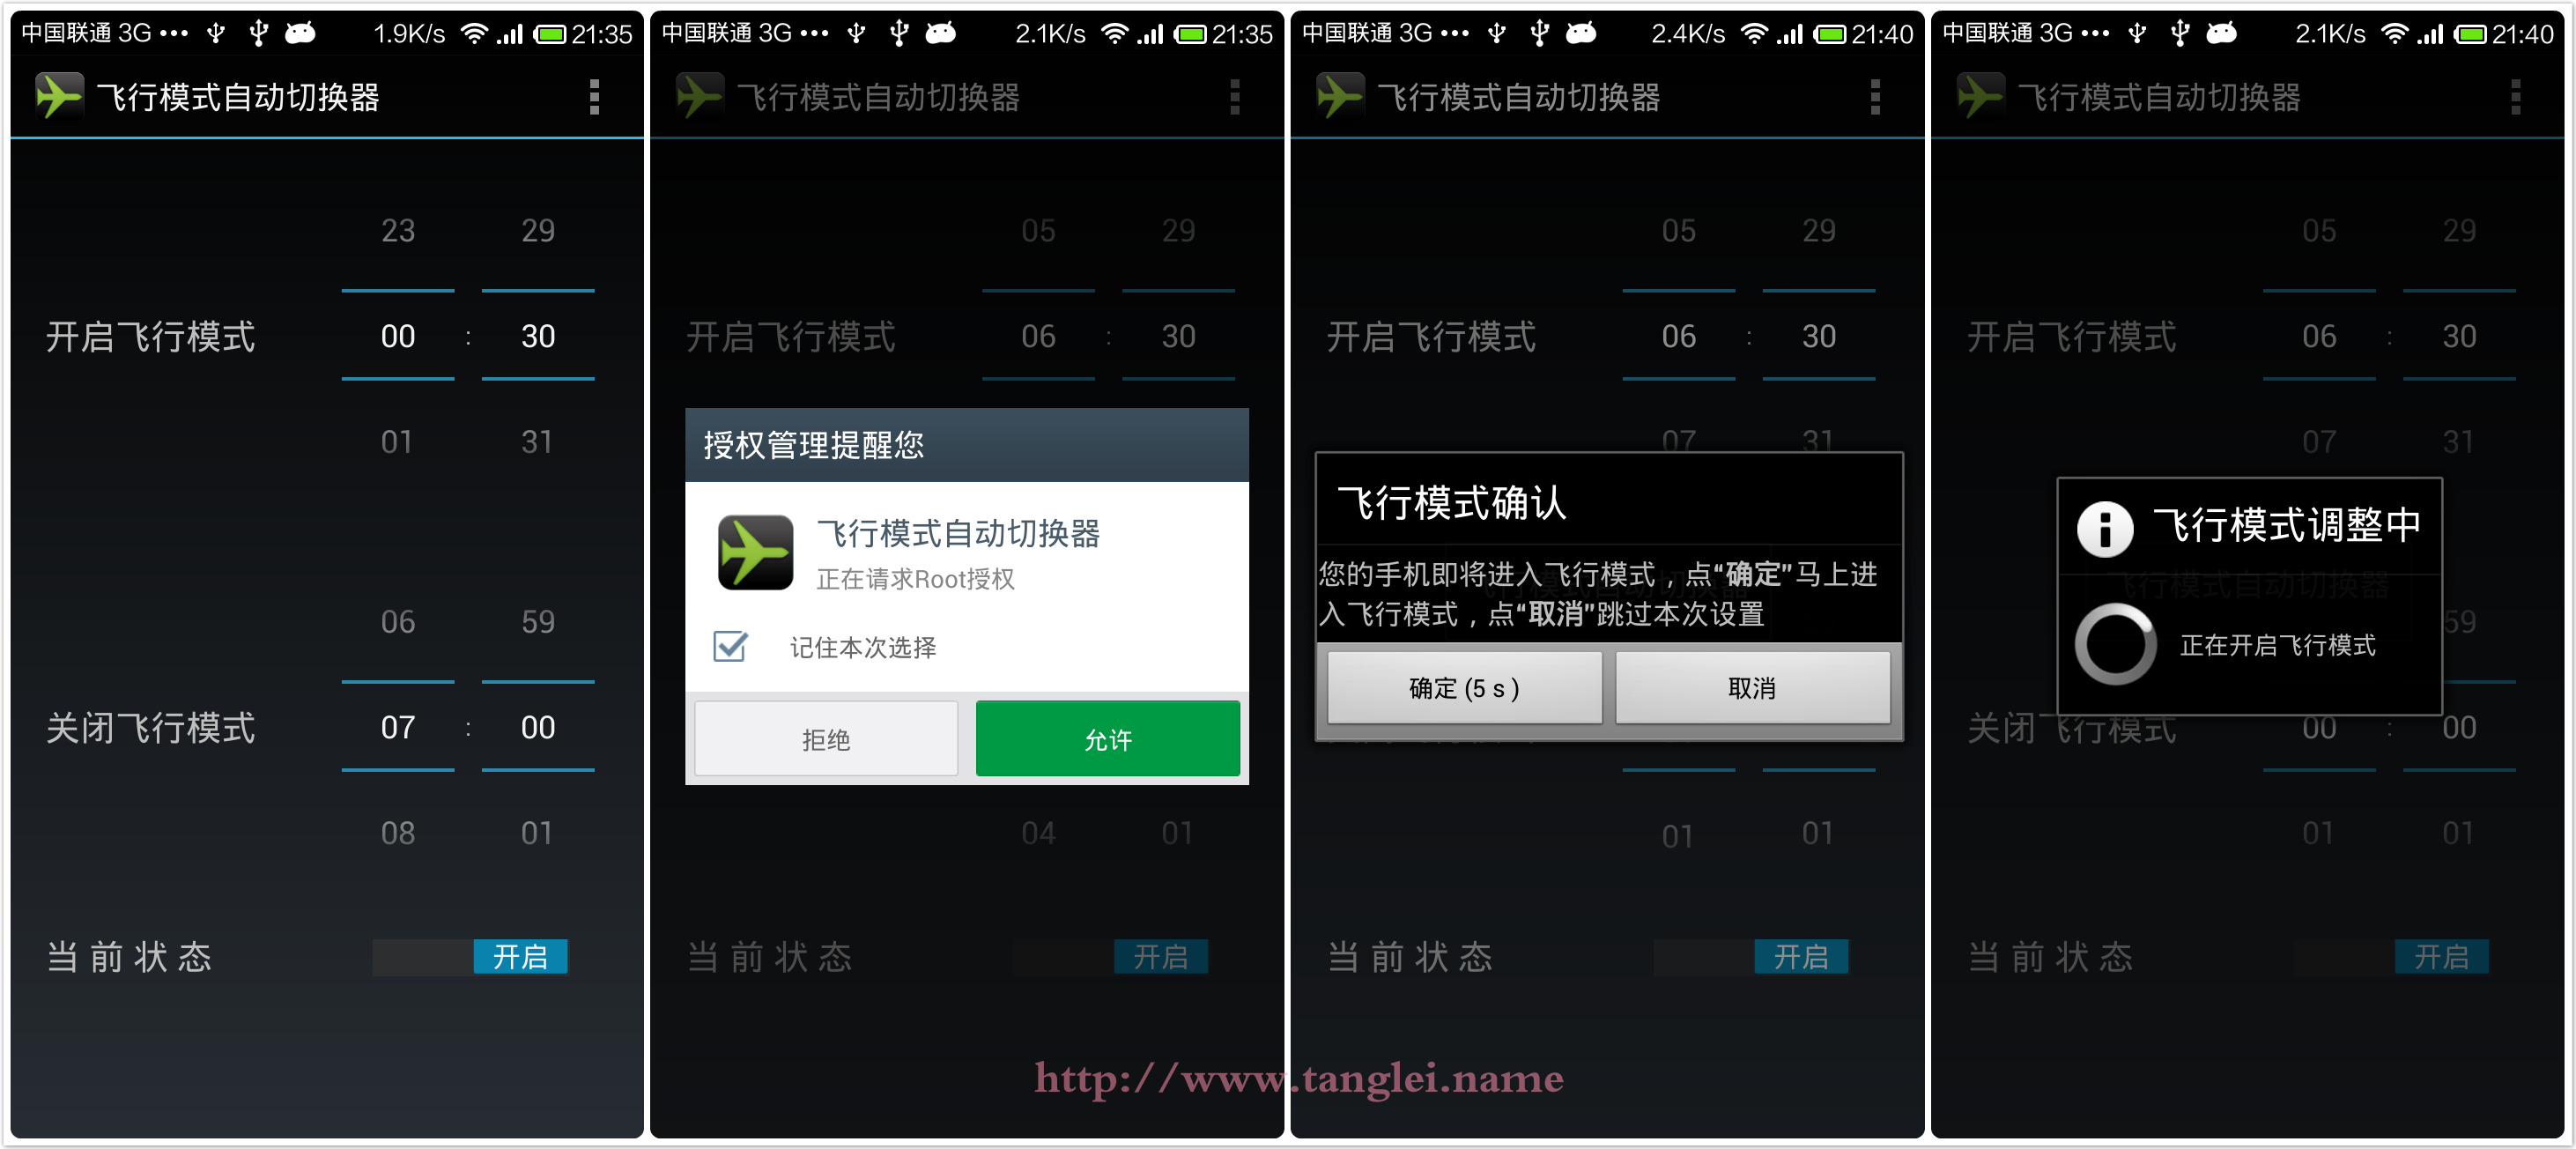 中国联通 3G ••• 1.9K/s 21:35
飞行模式自动切换器
23 29
开启飞行模式 00 : 30
01 31
06 59
关闭飞行模式 07 : 00
08 01
当前状态 开启
中国联通 3G ••• 2.1K/s 21:35
飞行模式自动切换器
05 29
开启飞行模式 06 : 30
授权管理提醒您
飞行模式自动切换器
正在请求Root授权
记住本次选择
拒绝 允许
04 01
当前状态 开启
中国联通 3G ••• 2.4K/s 21:40
飞行模式自动切换器
05 29
开启飞行模式 06 : 30
07 31
飞行模式确认
您的手机即将进入飞行模式，点“确定”马上进
入飞行模式，点“取消”跳过本次设置
确定 (5 s ) 取消
01 01
当前状态 开启
中国联通 3G ••• 2.1K/s 21:40
飞行模式自动切换器
05 29
开启飞行模式 06 : 30
07 31
飞行模式调整中
飞行模式自动切换器
59
正在开启飞行模式
关闭飞行模式 00 : 00
01 01
当前状态 开启
http://www.tanglei.name